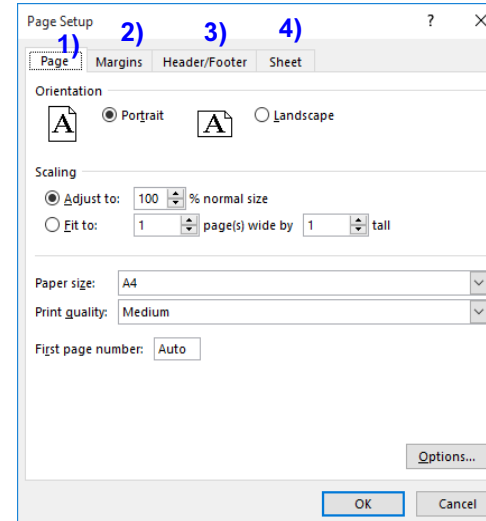 Page Setup ? ×
1) 2) 3) 4)
Page Margins Header/Footer Sheet
Orientation
A Portrait A Landscape
Scaling
Adjust to: 100 % normal size
Fit to: 1 page(s) wide by 1 tall
Paper size: A4
Print quality: Medium
First page number: Auto
Options...
OK Cancel